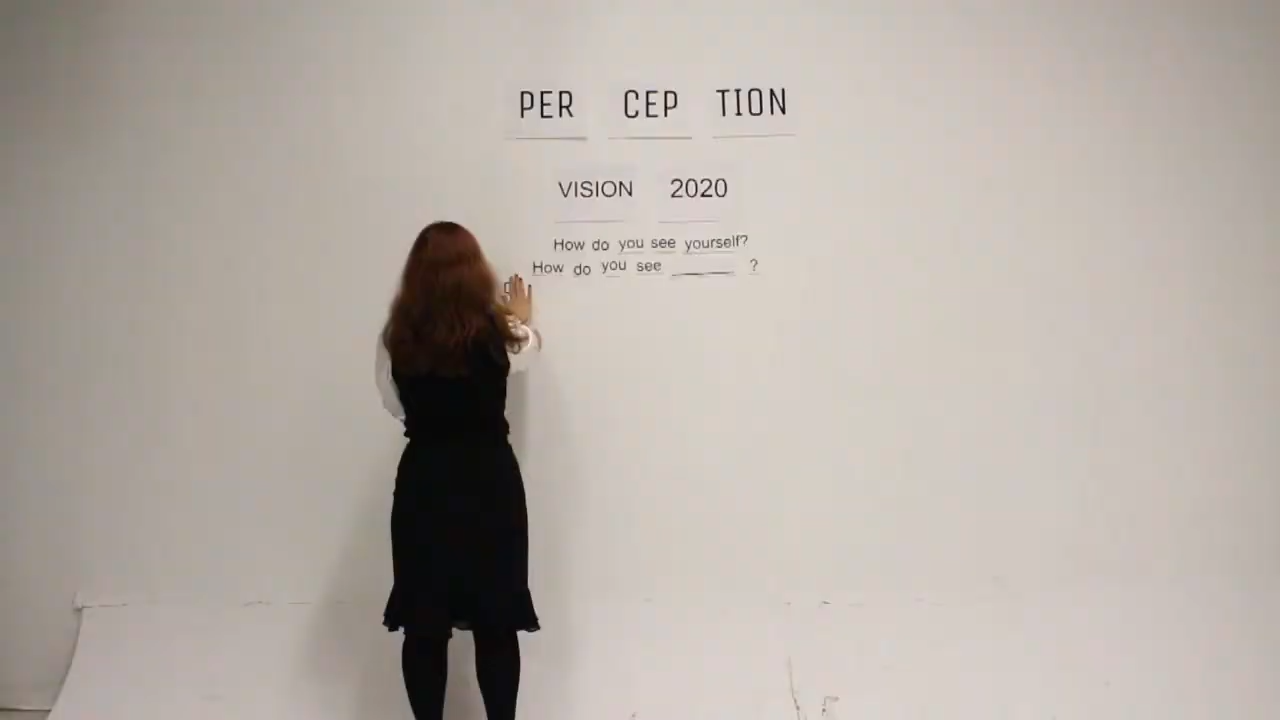 PER CEP TION
VISION 2020
How do you see yourself?
How do you see ______ ?